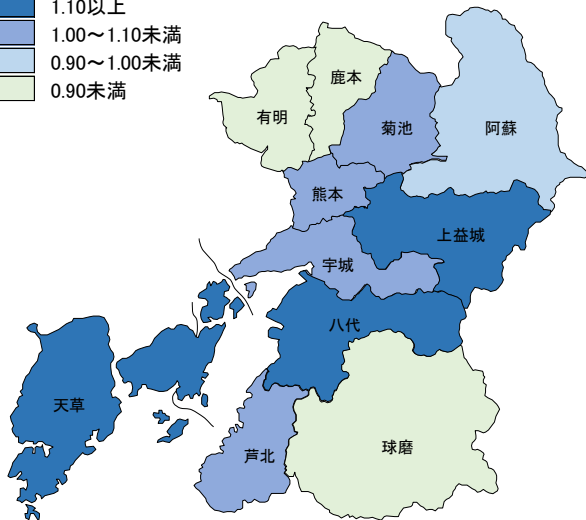 1.10以上
1.00～1.10未満
0.90～1.00未満
0.90未満
鹿本
有明
菊池
阿蘇
熊本
上益城
宇城
八代
天草
球磨
芦北